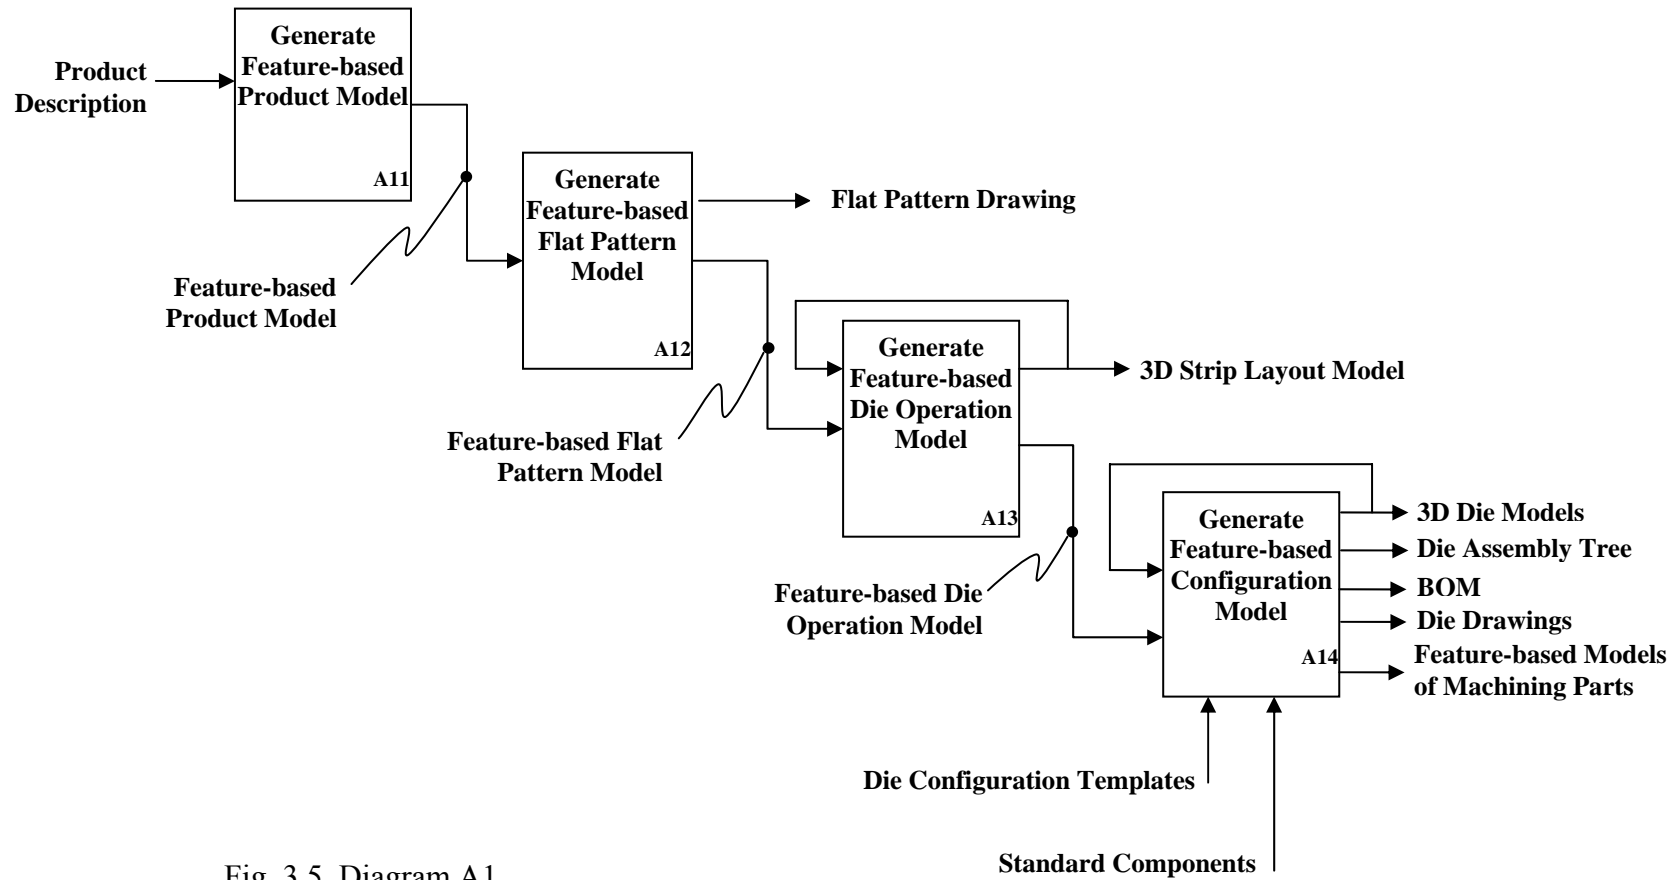 Generate
Feature-based
Product Model
A11
Product
Description
Feature-based
Product Model
Generate
Feature-based
Flat Pattern
Model
A12
Flat Pattern Drawing
Feature-based Flat
Pattern Model
Generate
Feature-based
Die Operation
Model
A13
3D Strip Layout Model
Feature-based Die
Operation Model
Generate
Feature-based
Configuration
Model
A14
3D Die Models
Die Assembly Tree
BOM
Die Drawings
Feature-based Models
of Machining Parts
Die Configuration Templates
Standard Components
Fig. 3.5 Diagram A1